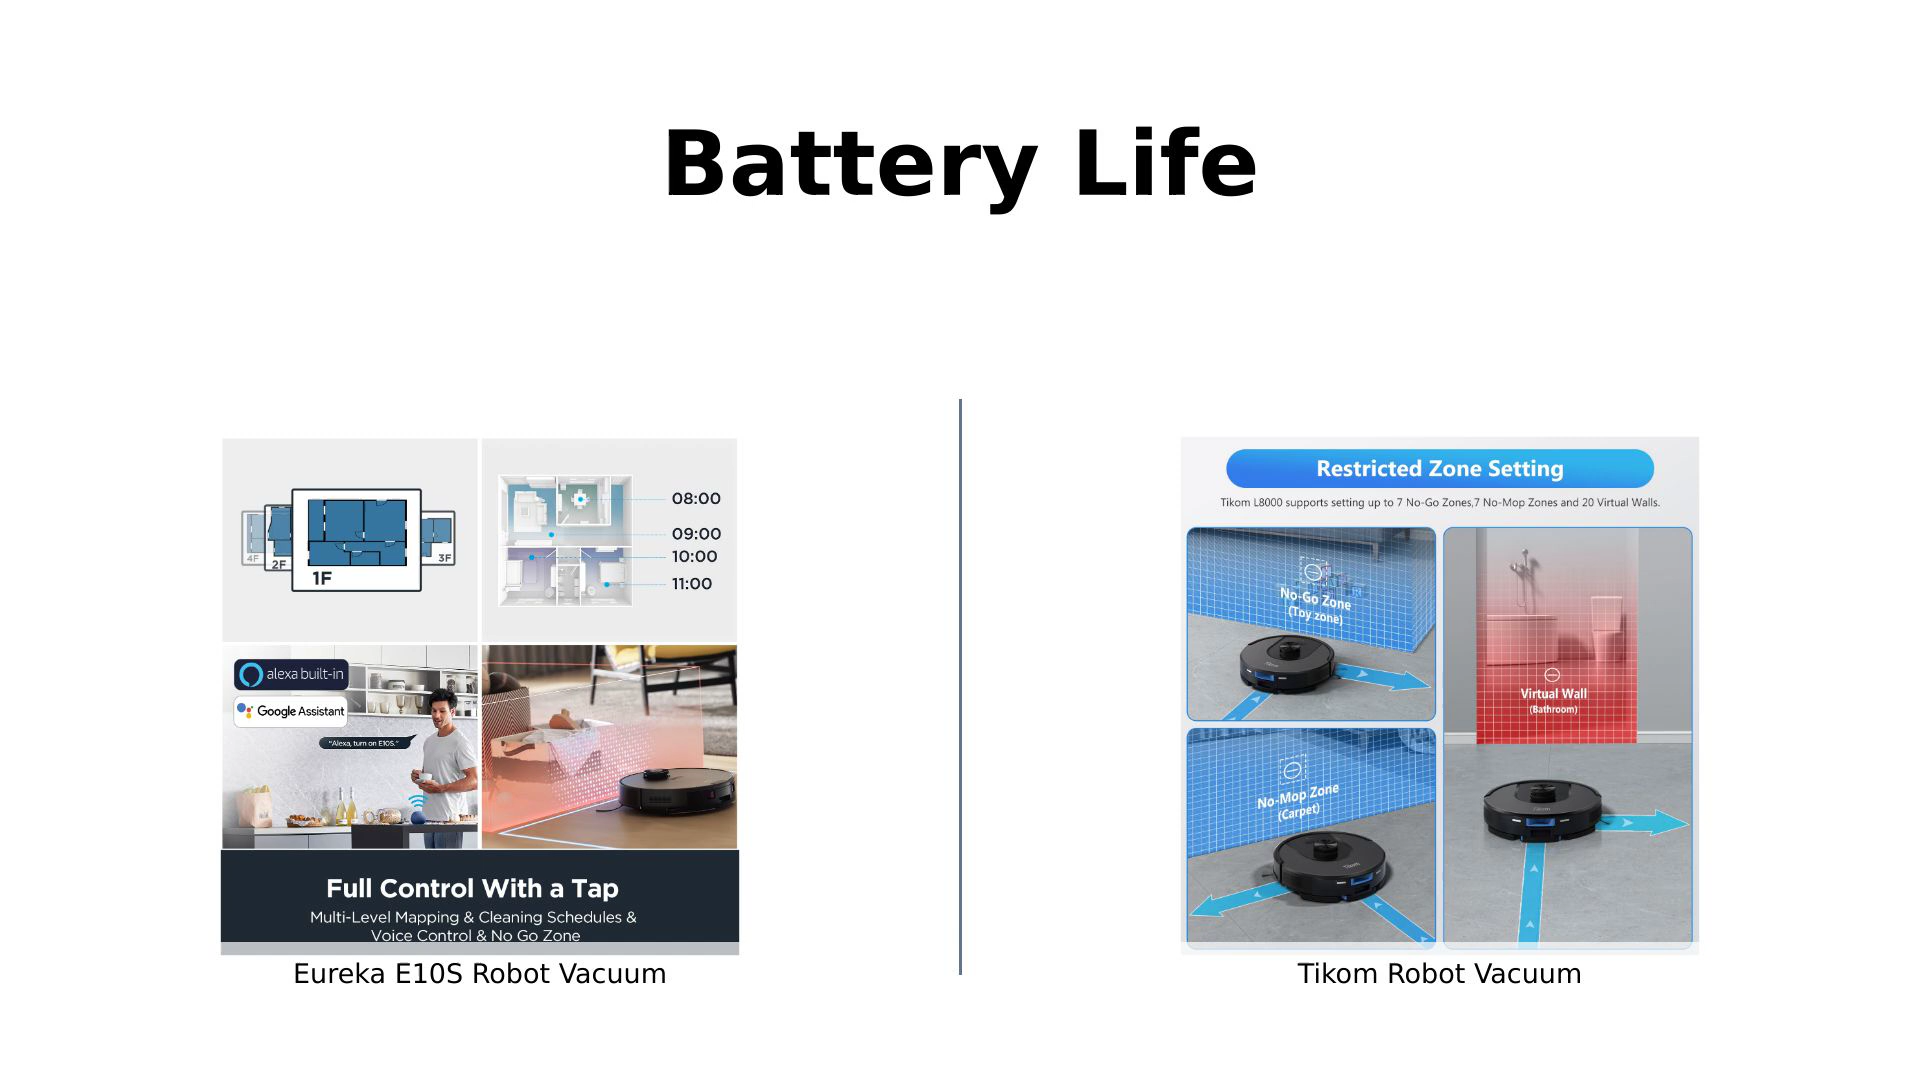 Battery Life
4F
2F
1F
3F
08:00
09:00
10:00
11:00
alexa built-in
Google Assistant
"Alexa, turn on E10S."
Full Control With a Tap
Multi-Level Mapping & Cleaning Schedules &
Voice Control & No Go Zone
Eureka E10S Robot Vacuum
Restricted Zone Setting
Tikom L8000 supports setting up to 7 No-Go Zones,7 No-Mop Zones and 20 Virtual Walls.
No-Go Zone
(Toy zone)
Virtual Wall
(Bathroom)
No-Mop Zone
(Carpet)
Tikom Robot Vacuum